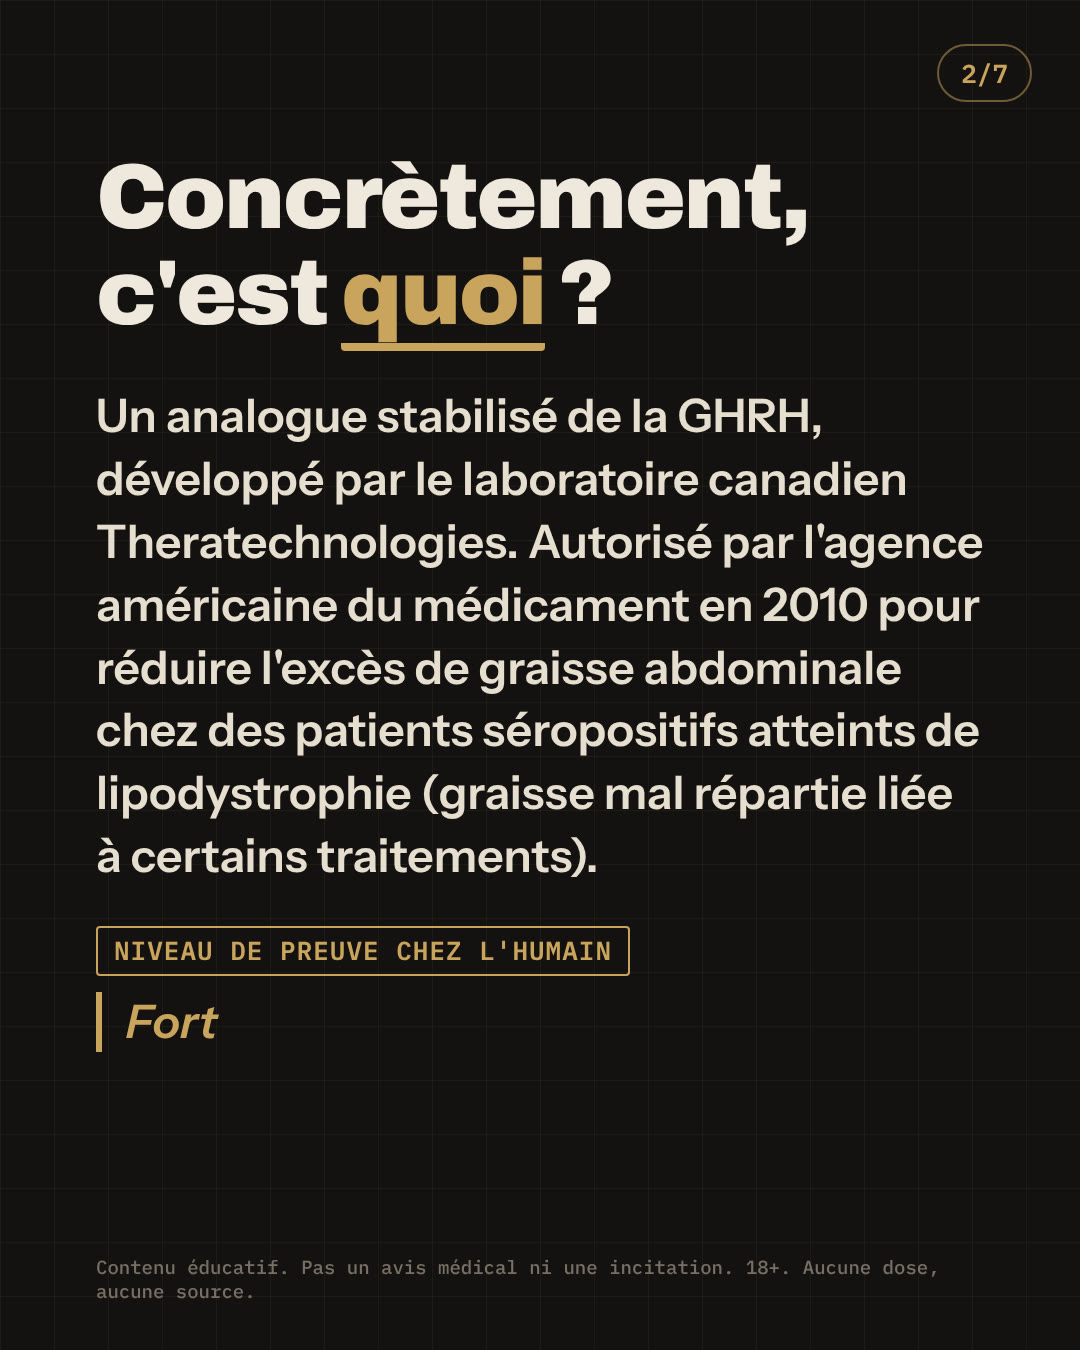 2/7
Concrètement,
c'est quoi ?
Un analogue stabilisé de la GHRH,
développé par le laboratoire canadien
Theratechnologies. Autorisé par l'agence
américaine du médicament en 2010 pour
réduire l'excès de graisse abdominale
chez des patients séropositifs atteints de
lipodystrophie (graisse mal répartie liée
à certains traitements).
NIVEAU DE PREUVE CHEZ L'HUMAIN
Fort
Contenu éducatif. Pas un avis médical ni une incitation. 18+. Aucune dose,
aucune source.